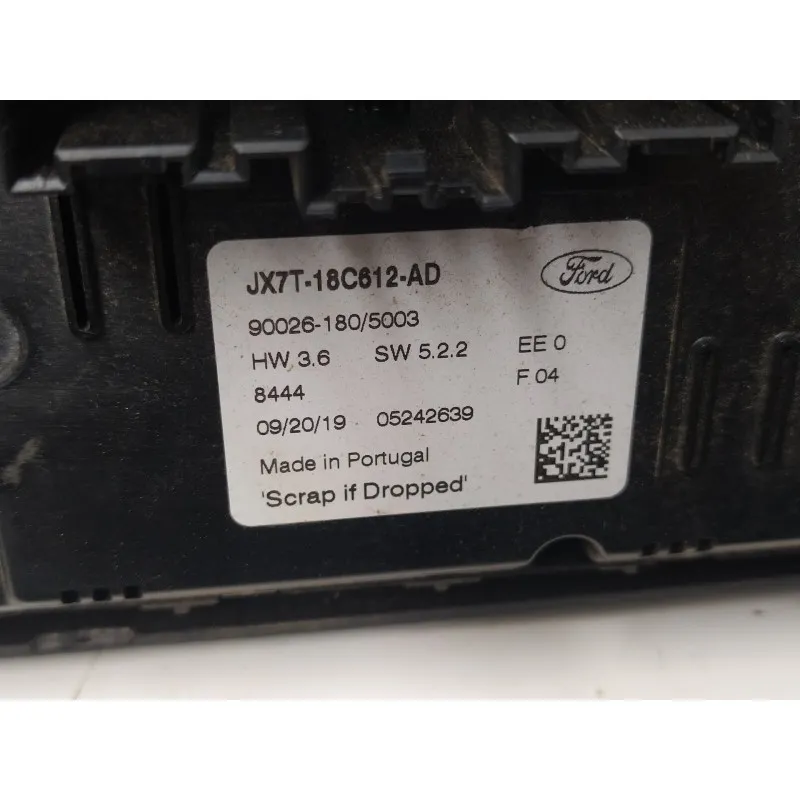 JX7T-18C612-AD
Ford
90026-180/5003
HW 3.6 SW 5.2.2 EE 0
8444 F 04
09/20/19 05242639
Made in Portugal
'Scrap if Dropped'